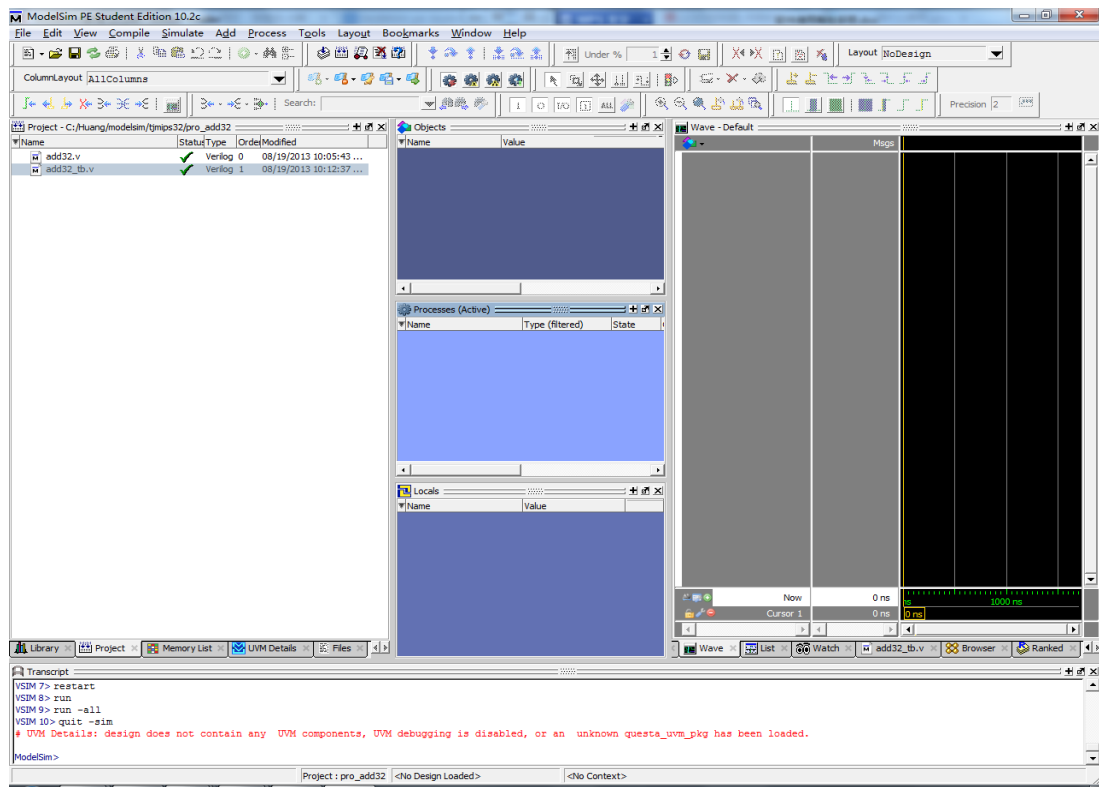 ModelSim PE Student Edition 10.2c
File Edit View Compile Simulate Add Process Tools Layout Bookmarks Window Help
Under % 1 Layout NoDesign
ColumnLayout AllColumns
Search: Precision 2
Project - C:/Huang/modelsim/tjmips32/pro_add32
Name Status Type Order Modified
add32.v Verilog 0 08/19/2013 10:05:43 ...
add32_tb.v Verilog 1 08/19/2013 10:12:37 ...
Objects
Name Value
Processes (Active)
Name Type (filtered) State
Locals
Name Value
Wave - Default
Msgs
Now 0 ns
ns 1000 ns
Cursor 1 0 ns 0 ns
Library Project Memory List UVM Details Files
Wave List Watch add32_tb.v Browser Ranked
Transcript
VSIM 7> restart
VSIM 8> run
VSIM 9> run -all
VSIM 10> quit -sim
# UVM Details: design does not contain any UVM components, UVM debugging is disabled, or an unknown questa_uvm_pkg has been loaded.
ModelSim>
Project : pro_add32 <No Design Loaded> <No Context>